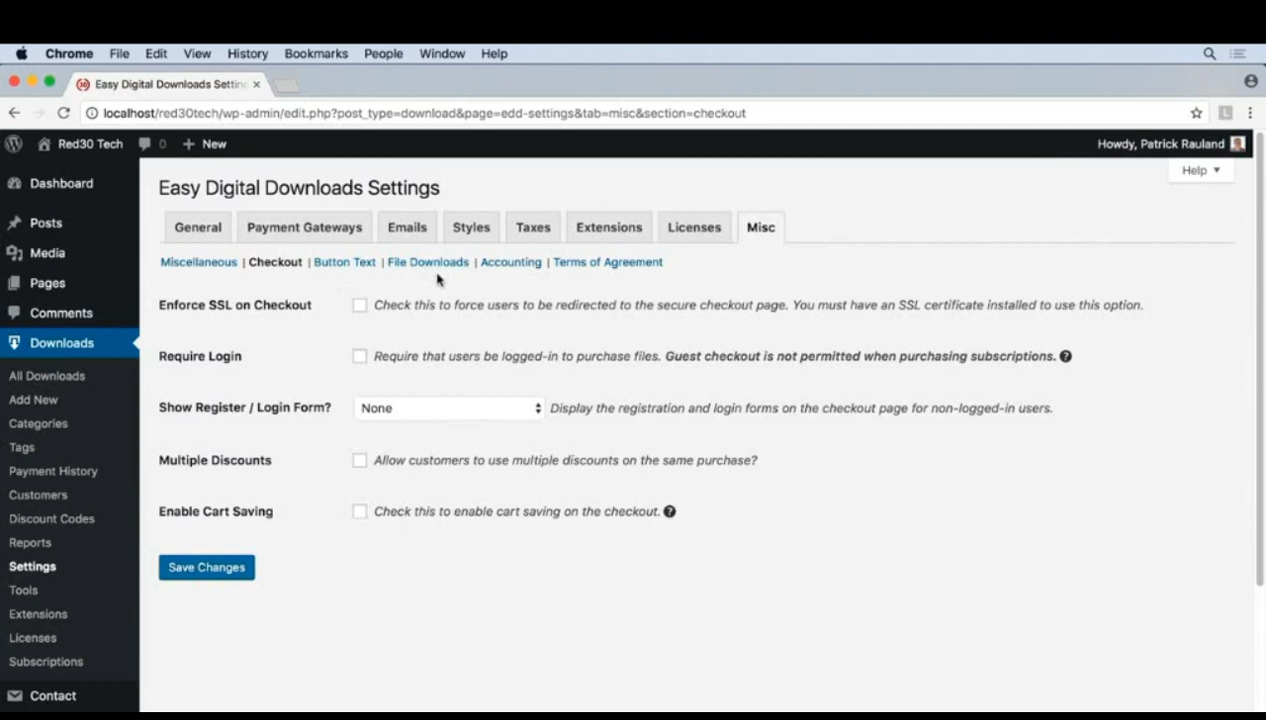 Chrome File Edit View History Bookmarks People Window Help
Easy Digital Downloads Settin
localhost/red30tech/wp-admin/edit.php?post_type=download&page=edd-settings&tab=misc&section=checkout
Red30 Tech 0 New Howdy, Patrick Rauland
Help
Dashboard
Posts
Media
Pages
Comments
Downloads
All Downloads
Add New
Categories
Tags
Payment History
Customers
Discount Codes
Reports
Settings
Tools
Extensions
Licenses
Subscriptions
Contact
Easy Digital Downloads Settings
General Payment Gateways Emails Styles Taxes Extensions Licenses Misc
Miscellaneous | Checkout | Button Text | File Downloads | Accounting | Terms of Agreement
Enforce SSL on Checkout Check this to force users to be redirected to the secure checkout page. You must have an SSL certificate installed to use this option.
Require Login Require that users be logged-in to purchase files. Guest checkout is not permitted when purchasing subscriptions. ?
Show Register / Login Form? None Display the registration and login forms on the checkout page for non-logged-in users.
Multiple Discounts Allow customers to use multiple discounts on the same purchase?
Enable Cart Saving Check this to enable cart saving on the checkout. ?
Save Changes